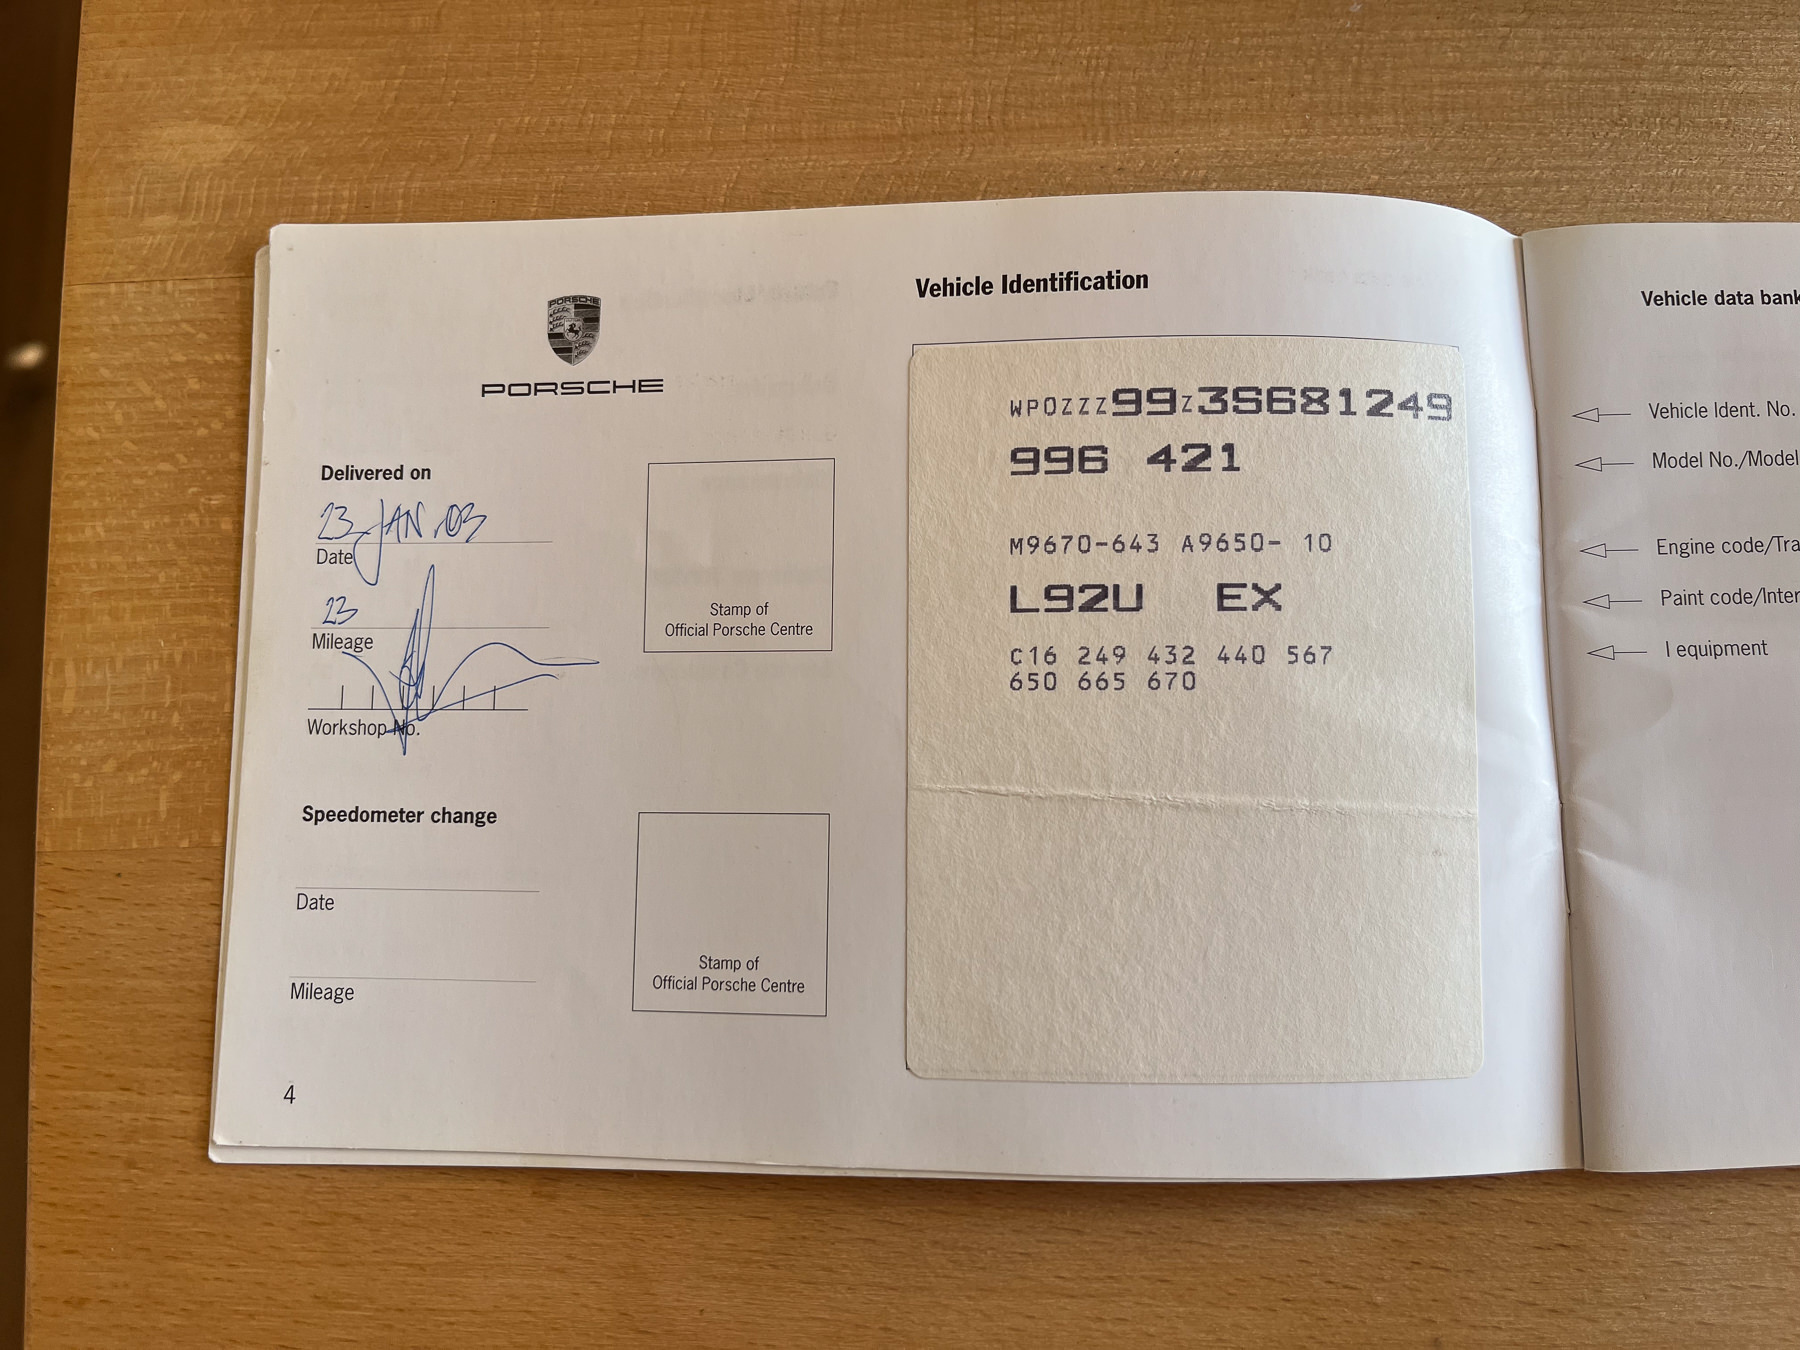 PORSCHE
PORSCHE
Delivered on
23 JAN .03
Date
23
Mileage
Workshop No.
Stamp of
Official Porsche Centre
Speedometer change
Date
Mileage
Stamp of
Official Porsche Centre
4
Vehicle Identification
WP0ZZZ99Z3S681249
996 421
M9670-643 A9650- 10
L92U EX
C16 249 432 440 567
650 665 670
Vehicle data bank
Vehicle Ident. No.
Model No./Model
Engine code/Tra
Paint code/Inter
I equipment